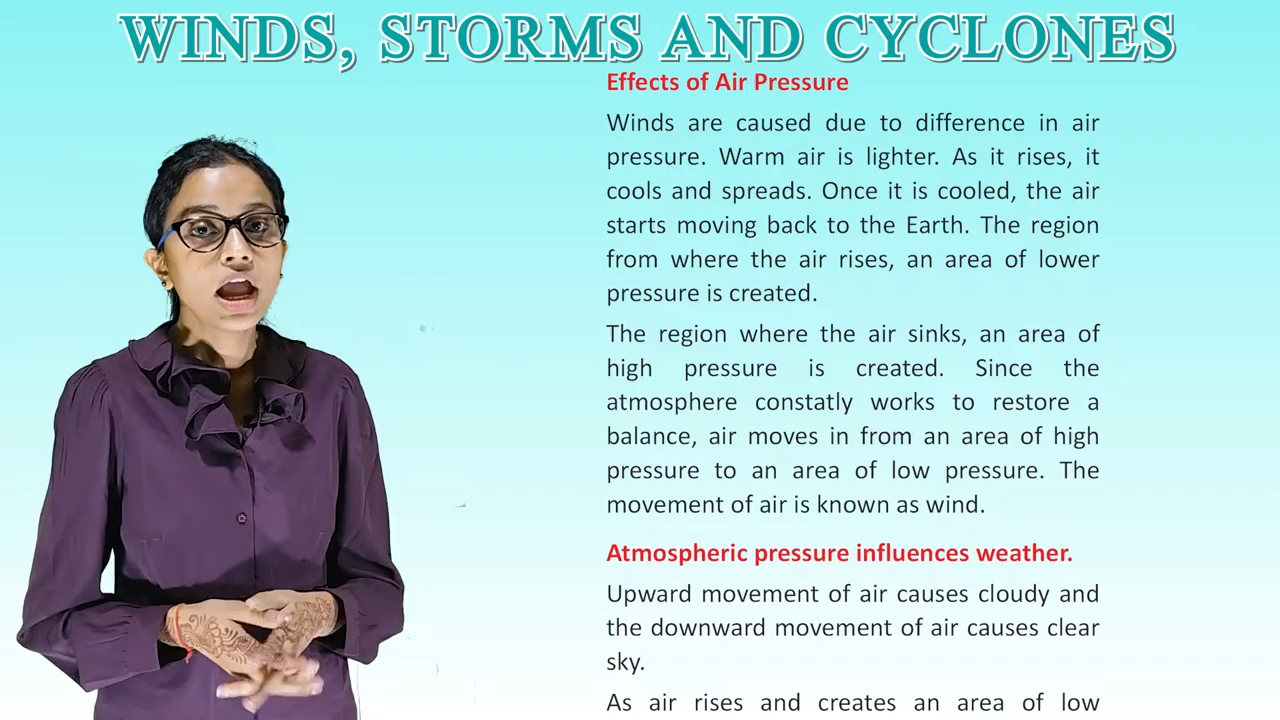 WINDS, STORMS AND CYCLONES
Effects of Air Pressure
Winds are caused due to difference in air
pressure. Warm air is lighter. As it rises, it
cools and spreads. Once it is cooled, the air
starts moving back to the Earth. The region
from where the air rises, an area of lower
pressure is created.
The region where the air sinks, an area of
high pressure is created. Since the
atmosphere constatly works to restore a
balance, air moves in from an area of high
pressure to an area of low pressure. The
movement of air is known as wind.
Atmospheric pressure influences weather.
Upward movement of air causes cloudy and
the downward movement of air causes clear
sky.
As air rises and creates an area of low